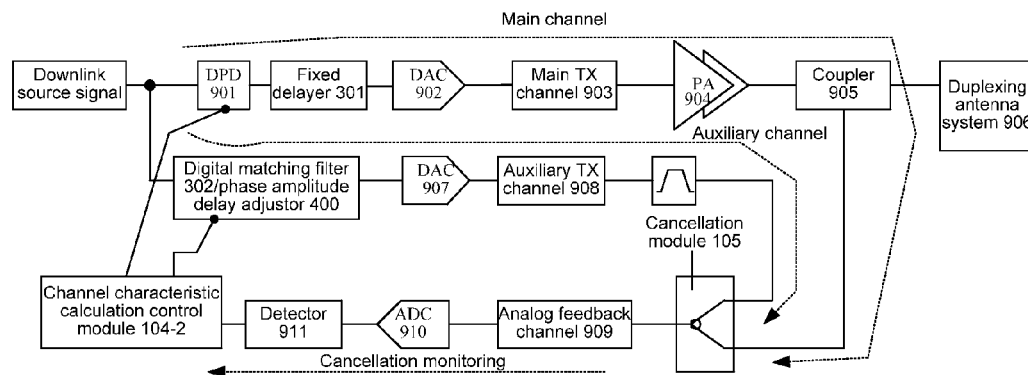 Main channel
Downlink
source signal
DPD
901
Fixed
delayer 301
DAC
902
Main TX
channel 903
PA
904
Coupler
905
Duplexing
antenna
system 906
Auxiliary channel
Digital matching filter
302/phase amplitude
delay adjustor 400
DAC
907
Auxiliary TX
channel 908
Cancellation
module 105
Channel characteristic
calculation control
module 104-2
Detector
911
ADC
910
Analog feedback
channel 909
Cancellation monitoring